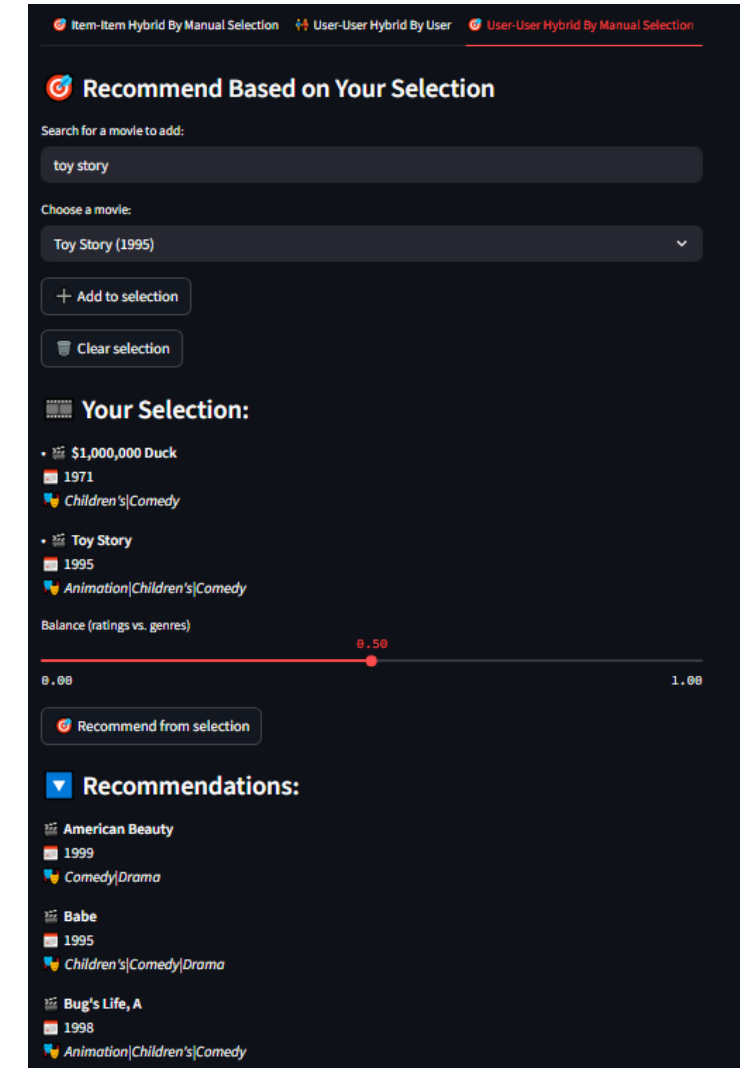 Item-Item Hybrid By Manual Selection User-User Hybrid By User User-User Hybrid By Manual Selection
Recommend Based on Your Selection
Search for a movie to add:
toy story
Choose a movie:
Toy Story (1995)
Add to selection
Clear selection
Your Selection:
• $1,000,000 Duck
1971
Children's|Comedy
• Toy Story
1995
Animation|Children's|Comedy
Balance (ratings vs. genres)
0.50
0.00 1.00
Recommend from selection
Recommendations:
American Beauty
1999
Comedy|Drama
Babe
1995
Children's|Comedy|Drama
Bug's Life, A
1998
Animation|Children's|Comedy